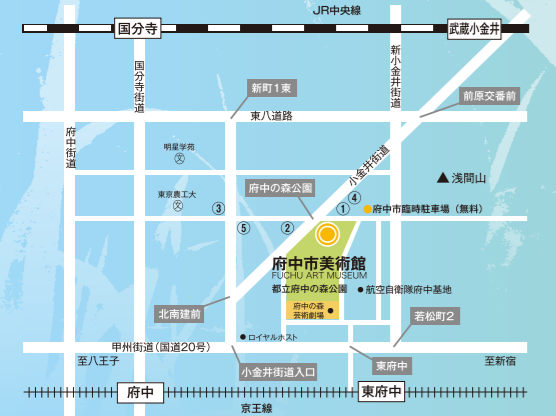 JR中央線
国分寺
武蔵小金井
国分寺街道
新小金井街道
新町1東
前原交番前
東八道路
府中街道
明星学苑
文
小金井街道
浅間山
府中の森公園
東京農工大
文
④
③
①
府中市臨時駐車場（無料）
⑤
②
府中市美術館
FUCHU ART MUSEUM
都立府中の森公園
航空自衛隊府中基地
府中の森
芸術劇場
北南建前
若松町2
ロイヤルホスト
甲州街道（国道20号）
至八王子
至新宿
小金井街道入口
東府中
府中
東府中
京王線